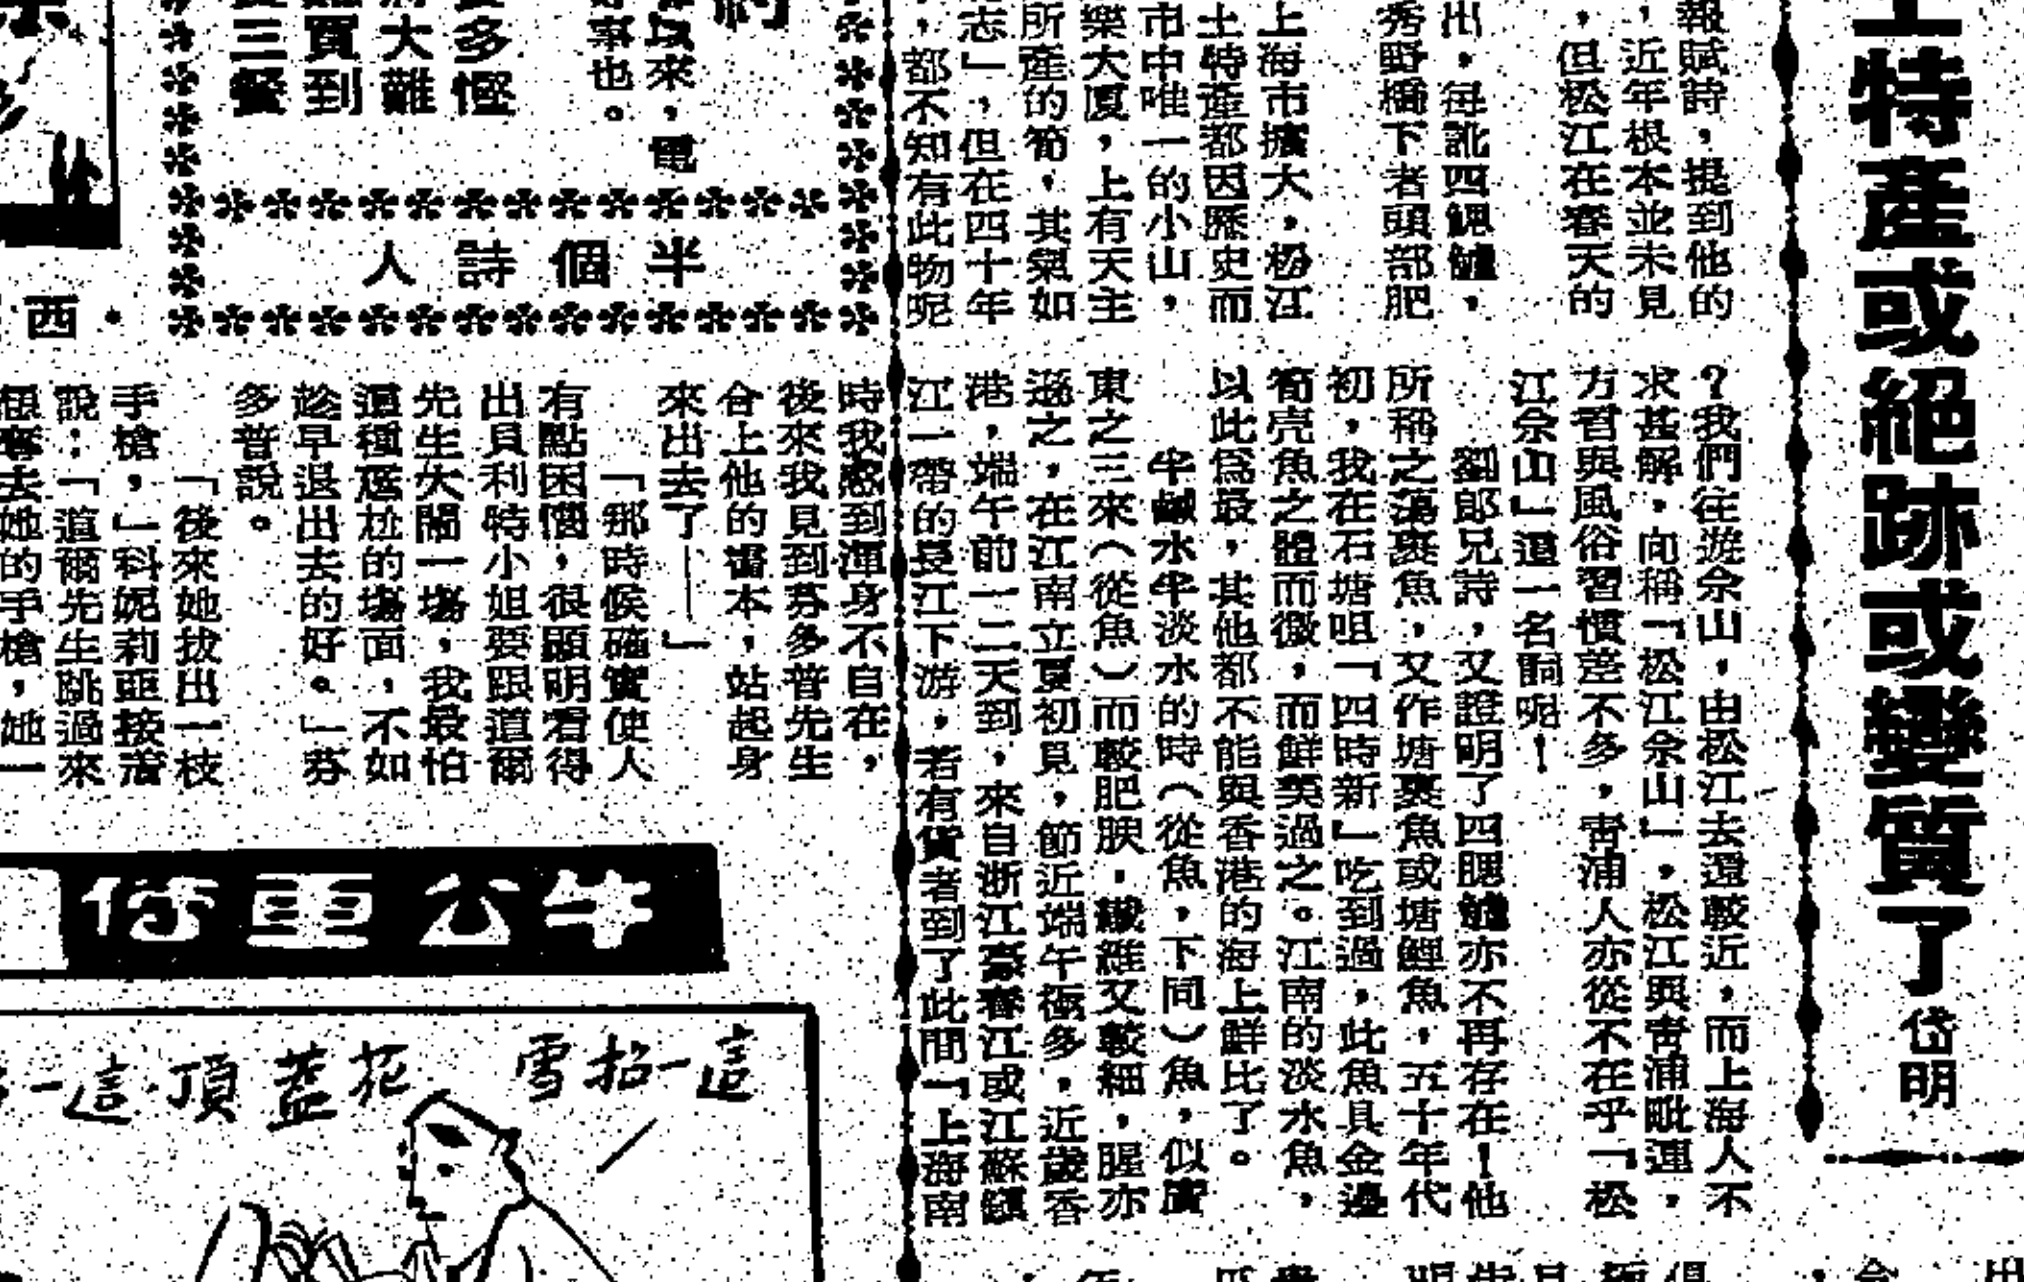 土特產或絕跡或變質了
岱明
報賦詩,提到他的
,近年根本並未見
,但松江在春天的
出,每訛四鰓鱸,
秀野橋下者頭部肥
上海市擴大,松江
土特產都因歷史而
市中唯一的小山,
樂大廈,上有天主
所產的筍,其氣如
志」,但在四十年
,都不知有此物呢
?我們往遊佘山,由松江去還較近,而上海人不
求甚解,向稱「松江佘山」,松江與青浦毗連,
方言與風俗習慣差不多,青浦人亦從不在乎「松
江佘山」這一名詞呢!
劉郎兄詩,又證明了四腮鱸亦不再存在!他
所稱之蕩裹魚,又作塘裏魚或塘鯉魚,五十年代
初,我在石塘咀「四時新」吃到過,此魚具金邊
筍壳魚之體而微,而鮮美過之。江南的淡水魚,
以此為最,其他都不能與香港的海上鮮比了。
半鹹水半淡水的時(從魚,下同)魚,似廣
東之三來(從魚)而較肥腴,纖維又較細,腥亦
遜之,在江南立夏初見,節近端午極多,近歲香
港,端午前一二天到,來自浙江富春江或江蘇鎮
江一帶的長江下游,若有貨者到了此間「上海南
以來,電
好事也。
多慳
大難
買到
三餐
半個詩人
西
時我感到渾身不自在,
後來我見到芬多普先生
合上他的書本,站起身
來出去了——」
「那時候確實使人
有點困惱,很顯明看得
出貝利特小姐要跟道爾
先生大鬧一場,我最怕
這種尷尬的場面,不如
趁早退出去的好。」芬
多普說。
「後來她拔出一枝
手槍,」科妮莉亞接着
說:「道爾先生跳過來
想奪去她的手槍,她一
牛公
這一招雪
花蓋頂
這一